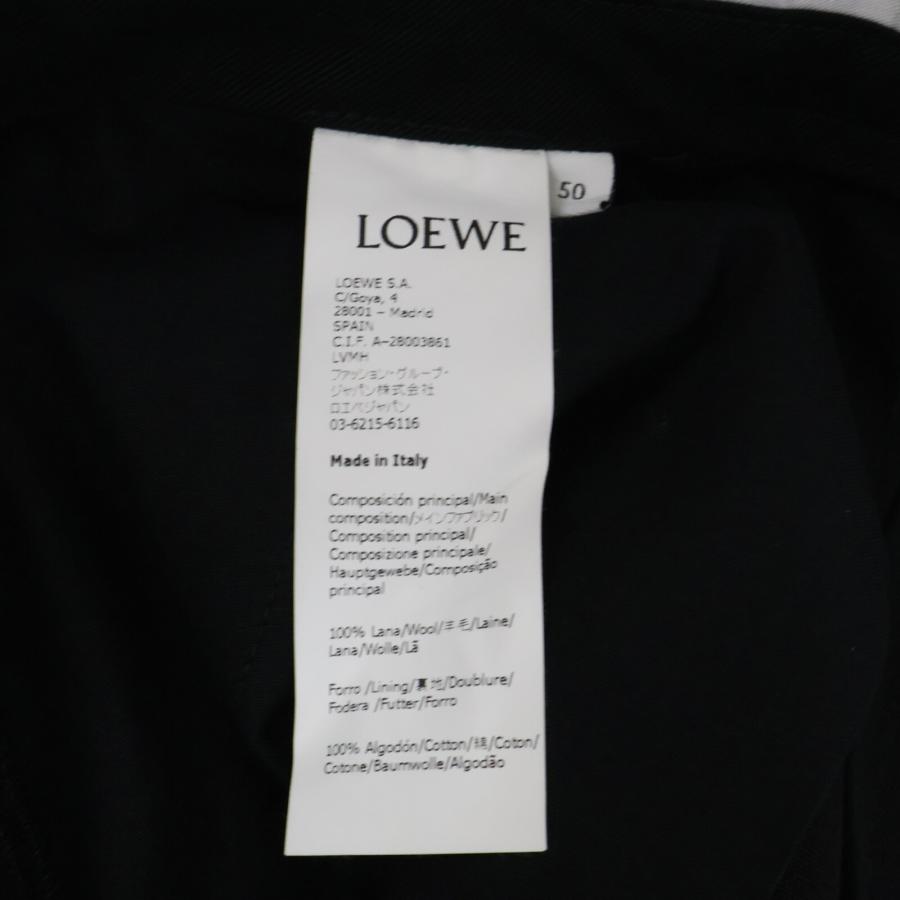 50
LOEWE
LOEWE S.A.
C/Goya, 4
28001 – Madrid
SPAIN
C.I.F. A-28003861
LVMH
ファッション・グループ・
ジャパン株式会社
ロエベジャパン
03-6215-6116
Made in Italy
Composición principal/Main
composition/メインファブリック/
Composition principal/
Composizione principale/
Hauptgewebe/Composição
principal
100% Lana/Wool/羊毛/Laine/
Lana/Wolle/Lã
Forro /Lining/裏地/Doublure/
Fodera /Futter/Forro
100% Algodón/Cotton/綿/Coton/
Cotone/Baumwolle/Algodão